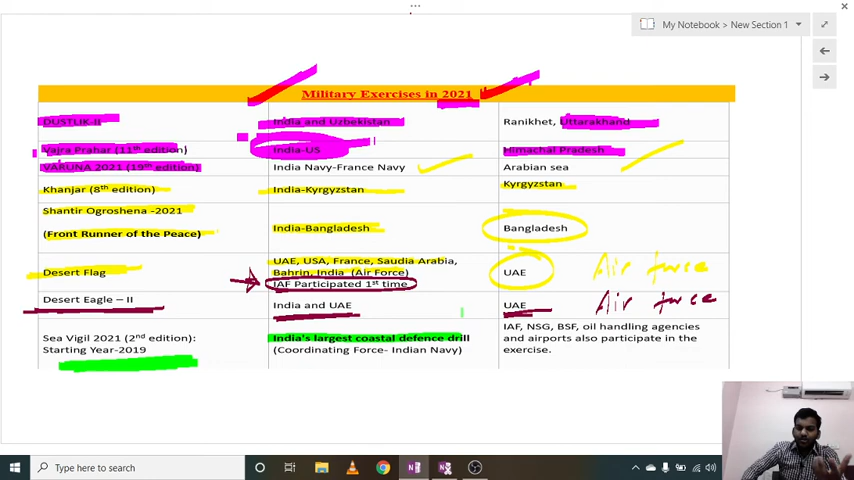 My Notebook > New Section 1
Military Exercises in 2021
DUSTLIK-II
India and Uzbekistan
Ranikhet, Uttarakhand
Vajra Prahar (11th edition)
India-US
Himachal Pradesh
VARUNA 2021 (19th edition)
India Navy-France Navy
Arabian sea
Khanjar (8th edition)
India-Kyrgyzstan
Kyrgyzstan
Shantir Ogroshena -2021
(Front Runner of the Peace)
India-Bangladesh
Bangladesh
Desert Flag
UAE, USA, France, Saudia Arabia,
Bahrin, India (Air Force)
IAF Participated 1st time
UAE
Air force
Desert Eagle – II
India and UAE
UAE
Air force
Sea Vigil 2021 (2nd edition):
Starting Year-2019
India's largest coastal defence drill
(Coordinating Force- Indian Navy)
IAF, NSG, BSF, oil handling agencies
and airports also participate in the
exercise.
Type here to search